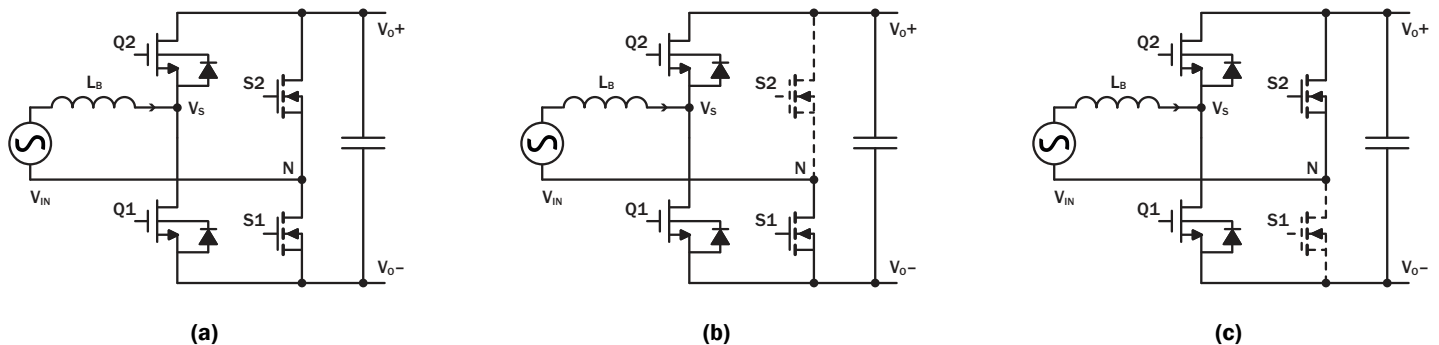 Vo+
Q2
S2
LB
Vs
N
VIN
Q1
S1
Vo−
(a)
Vo+
Q2
S2
LB
Vs
N
VIN
Q1
S1
Vo−
(b)
Vo+
Q2
S2
LB
Vs
N
VIN
Q1
S1
Vo−
(c)